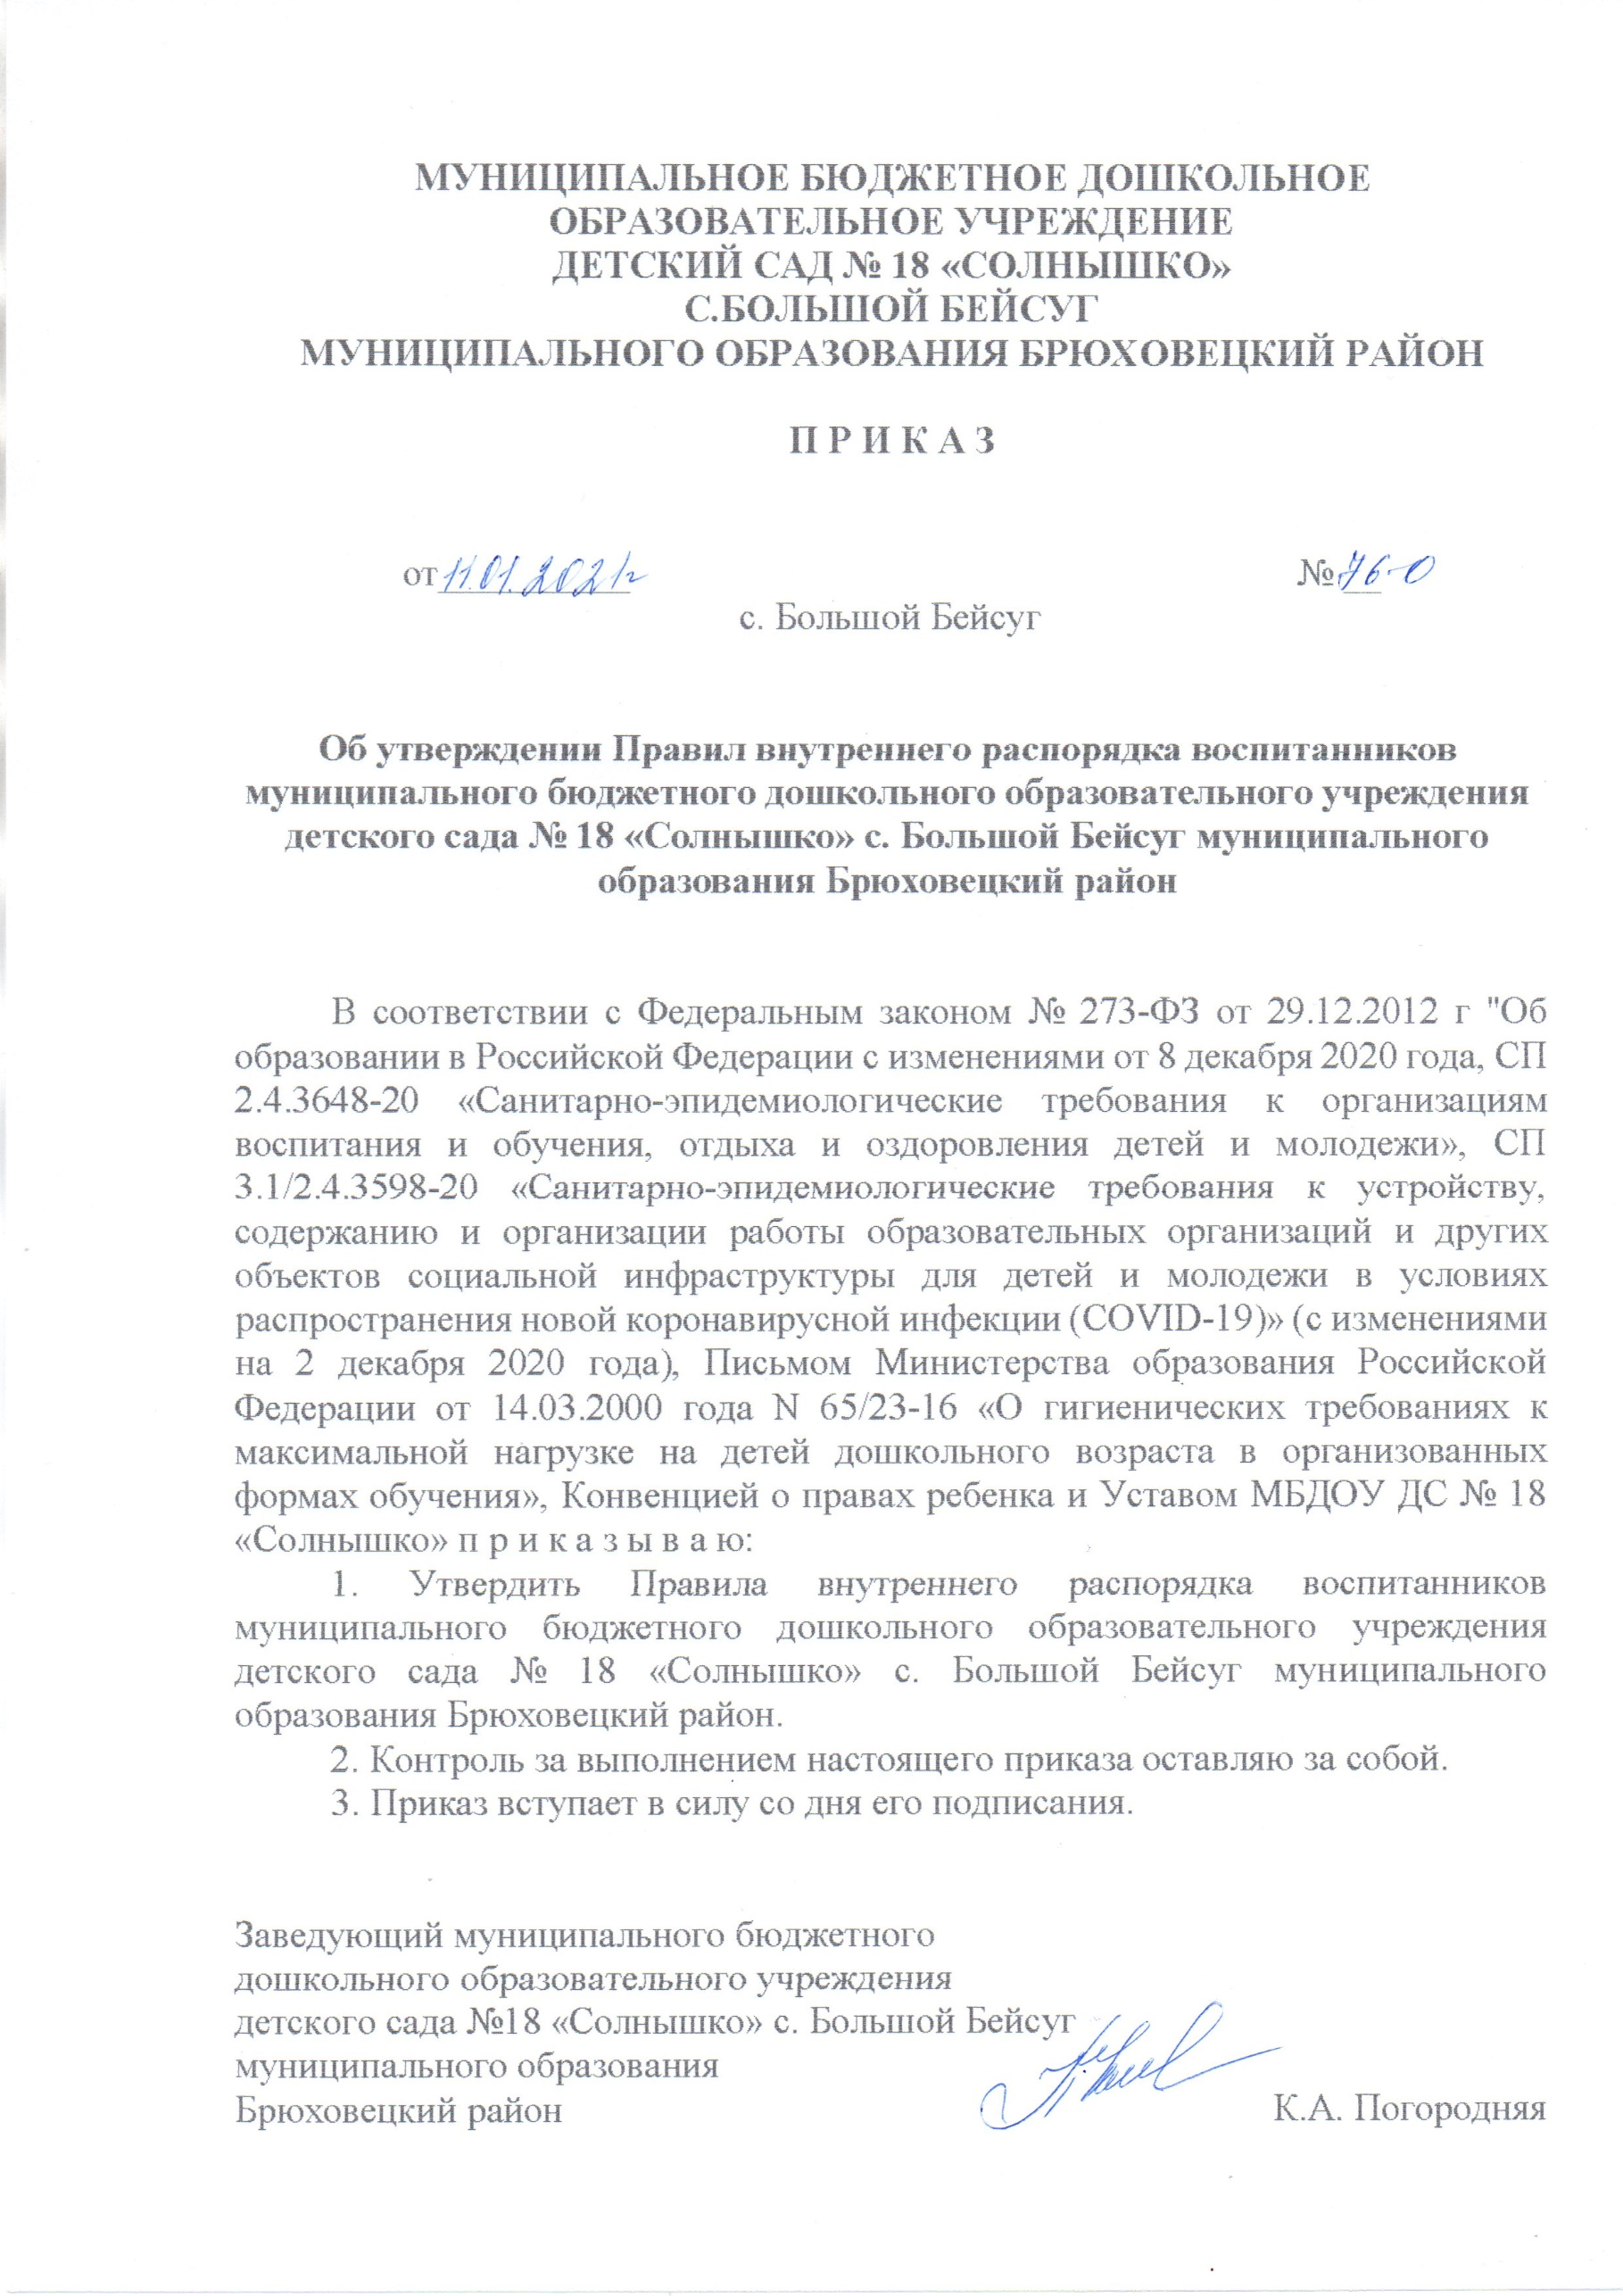 МУНИЦИПАЛЬНОЕ БЮДЖЕТНОЕ ДОШКОЛЬНОЕ
ОБРАЗОВАТЕЛЬНОЕ УЧРЕЖДЕНИЕ
ДЕТСКИЙ САД № 18 «СОЛНЫШКО»
С.БОЛЬШОЙ БЕЙСУГ
МУНИЦИПАЛЬНОГО ОБРАЗОВАНИЯ БРЮХОВЕЦКИЙ РАЙОН
П Р И К А З
от 11.01.2021г № 76-О
с. Большой Бейсуг
Об утверждении Правил внутреннего распорядка воспитанников
муниципального бюджетного дошкольного образовательного учреждения
детского сада № 18 «Солнышко» с. Большой Бейсуг муниципального
образования Брюховецкий район
В соответствии с Федеральным законом № 273-ФЗ от 29.12.2012 г "Об
образовании в Российской Федерации с изменениями от 8 декабря 2020 года, СП
2.4.3648-20 «Санитарно-эпидемиологические требования к организациям
воспитания и обучения, отдыха и оздоровления детей и молодежи», СП
3.1/2.4.3598-20 «Санитарно-эпидемиологические требования к устройству,
содержанию и организации работы образовательных организаций и других
объектов социальной инфраструктуры для детей и молодежи в условиях
распространения новой коронавирусной инфекции (COVID-19)» (с изменениями
на 2 декабря 2020 года), Письмом Министерства образования Российской
Федерации от 14.03.2000 года N 65/23-16 «О гигиенических требованиях к
максимальной нагрузке на детей дошкольного возраста в организованных
формах обучения», Конвенцией о правах ребенка и Уставом МБДОУ ДС № 18
«Солнышко» п р и к а з ы в а ю:
1. Утвердить Правила внутреннего распорядка воспитанников
муниципального бюджетного дошкольного образовательного учреждения
детского сада № 18 «Солнышко» с. Большой Бейсуг муниципального
образования Брюховецкий район.
2. Контроль за выполнением настоящего приказа оставляю за собой.
3. Приказ вступает в силу со дня его подписания.
Заведующий муниципального бюджетного
дошкольного образовательного учреждения
детского сада №18 «Солнышко» с. Большой Бейсуг
муниципального образования
Брюховецкий район К.А. Погородняя